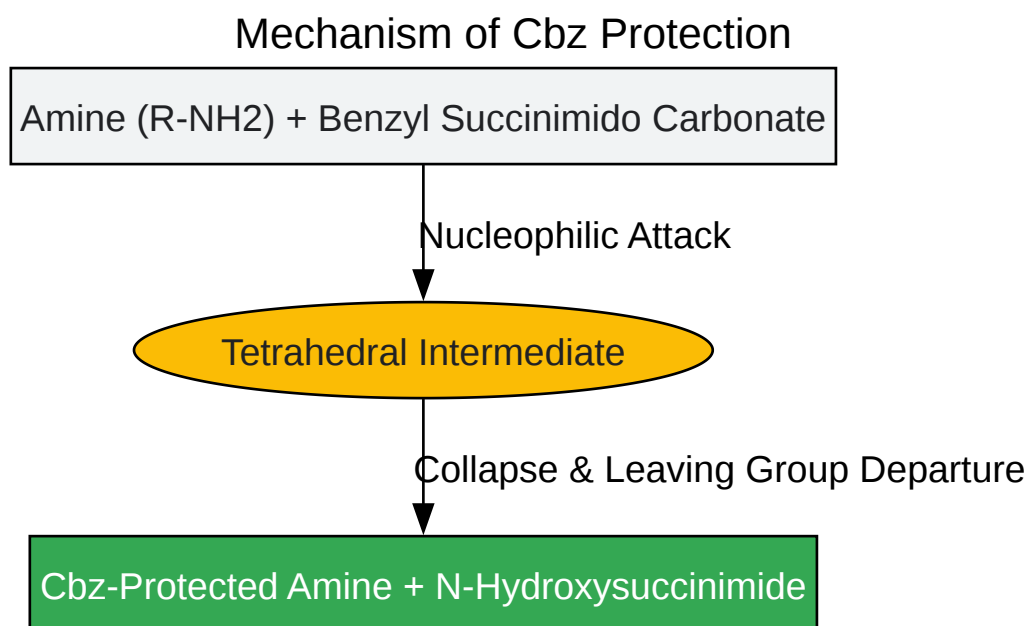 Mechanism of Cbz Protection
Amine (R-NH2) + Benzyl Succinimido Carbonate
Nucleophilic Attack
Tetrahedral Intermediate
Collapse & Leaving Group Departure
Cbz-Protected Amine + N-Hydroxysuccinimide